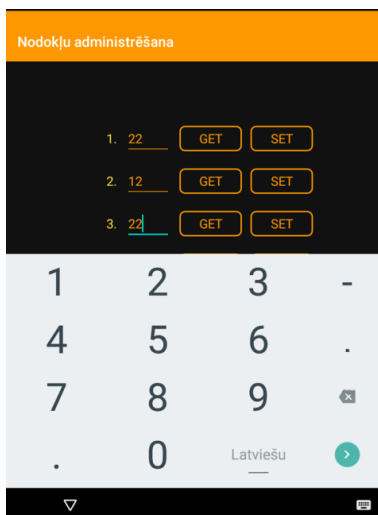 Nodokļu administrēšana
1. 22 GET SET
2. 12 GET SET
3. 22 GET SET
1 2 3 -
4 5 6 .
7 8 9
. 0 Latviešu